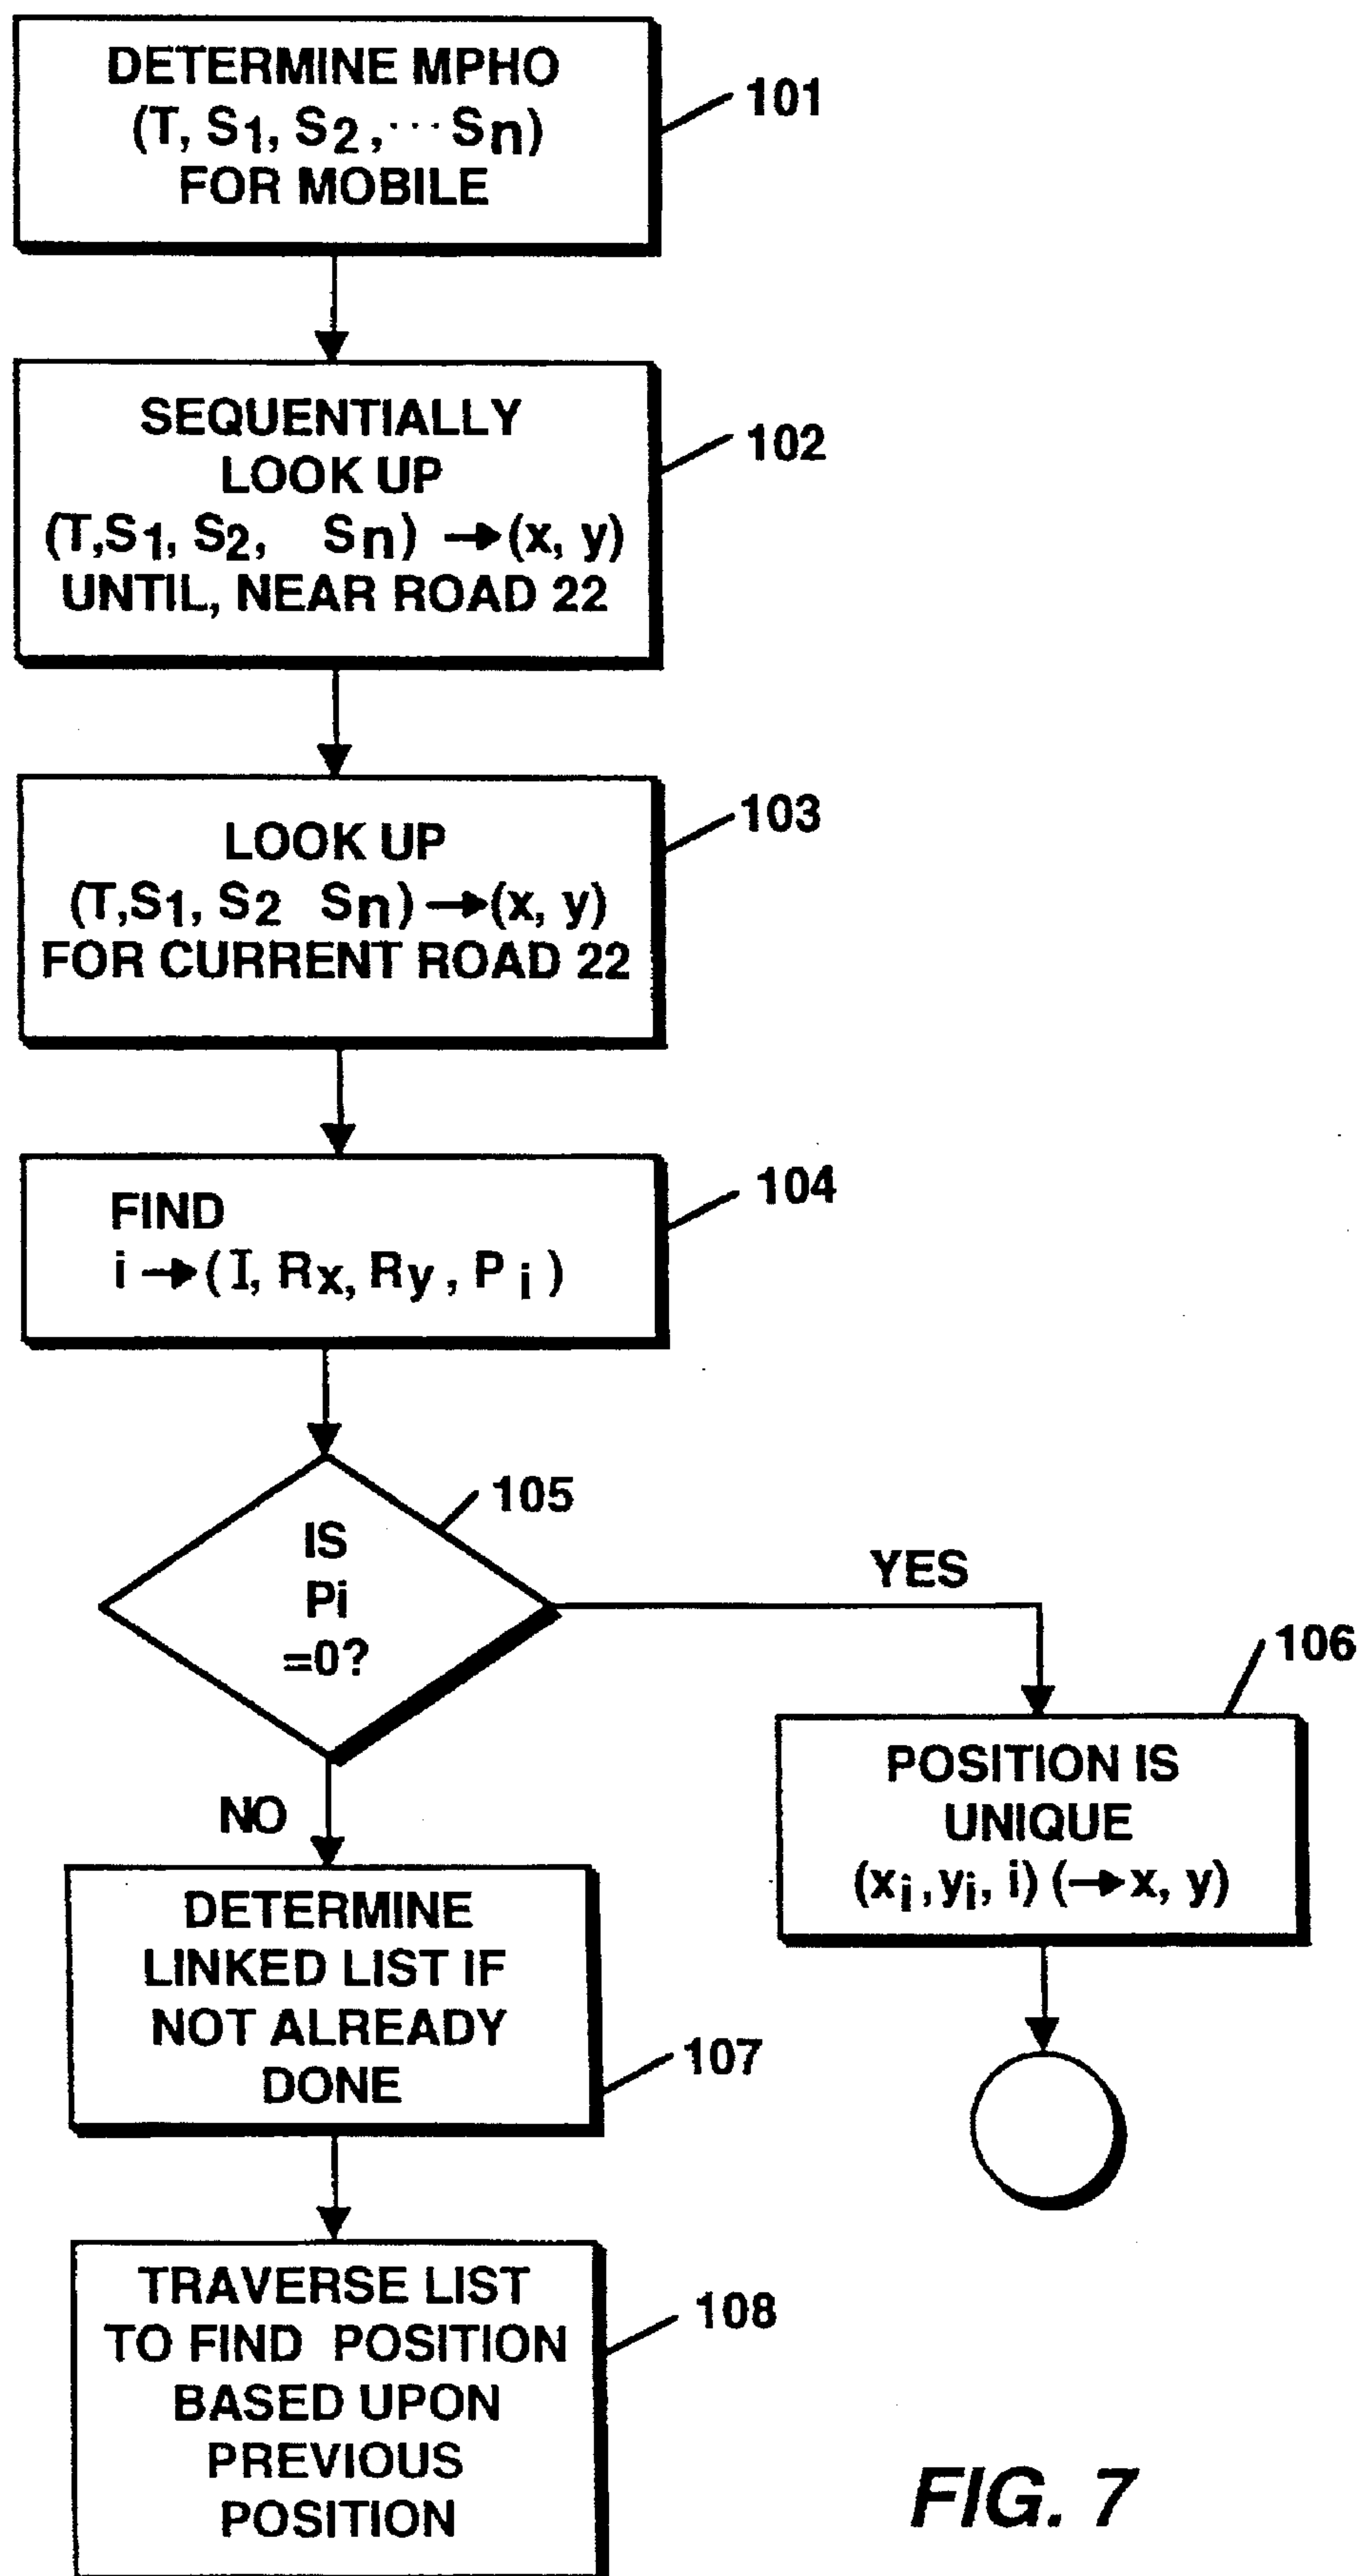 DETERMINE MPHO
(T, S1, S2, ··· Sn)
FOR MOBILE
101
SEQUENTIALLY
LOOK UP
(T,S1, S2, Sn) →(x, y)
UNTIL, NEAR ROAD 22
102
LOOK UP
(T,S1, S2 Sn)→(x, y)
FOR CURRENT ROAD 22
103
FIND
i→(I, Rx, Ry, Pi)
104
IS
Pi
=0?
105
YES
NO
POSITION IS
UNIQUE
(xi,yi, i) (→x, y)
106
DETERMINE
LINKED LIST IF
NOT ALREADY
DONE
107
TRAVERSE LIST
TO FIND POSITION
BASED UPON
PREVIOUS
POSITION
108
FIG. 7